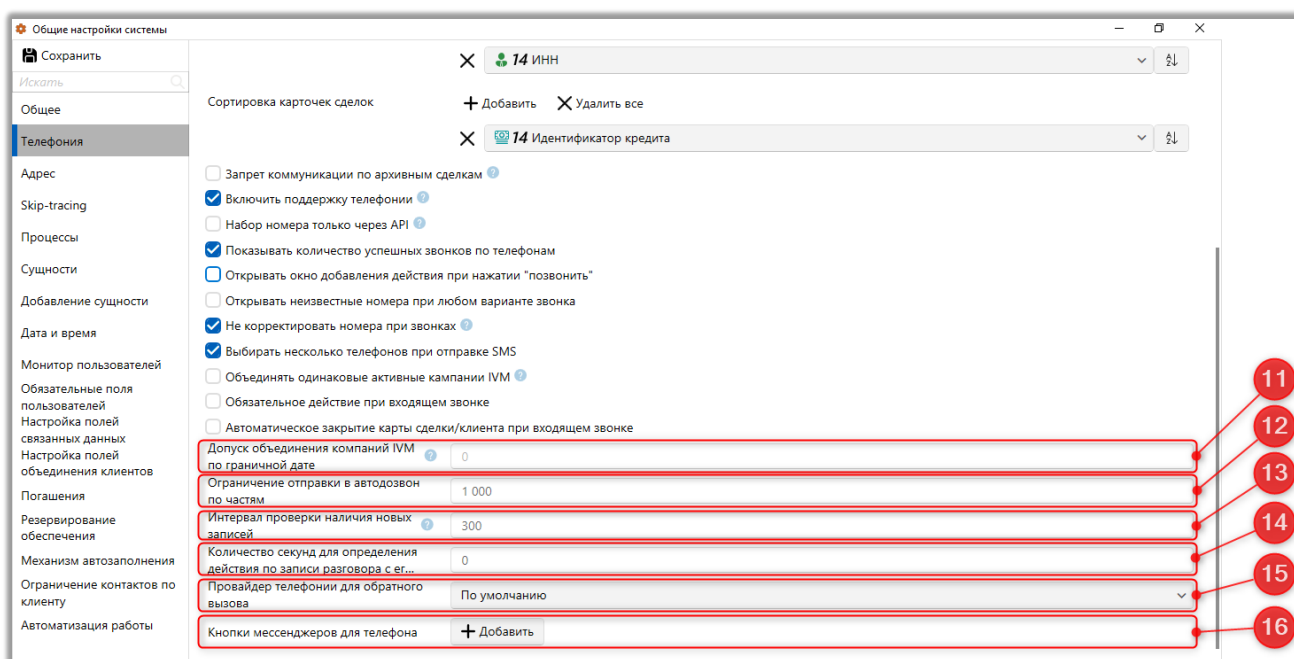 Общие настройки системы
Сохранить
Искать
Общее
Телефония
Адрес
Skip-tracing
Процессы
Сущности
Добавление сущности
Дата и время
Монитор пользователей
Обязательные поля
пользователей
Настройка полей
связанных данных
Настройка полей
объединения клиентов
Погашения
Резервирование
обеспечения
Механизм автозаполнения
Ограничение контактов по
клиенту
Автоматизация работы
14 ИНН
Сортировка карточек сделок
Добавить
Удалить все
14 Идентификатор кредита
Запрет коммуникации по архивным сделкам
Включить поддержку телефонии
Набор номера только через API
Показывать количество успешных звонков по телефонам
Открывать окно добавления действия при нажатии "позвонить"
Открывать неизвестные номера при любом варианте звонка
Не корректировать номера при звонках
Выбирать несколько телефонов при отправке SMS
Объединять одинаковые активные кампании IVM
Обязательное действие при входящем звонке
Автоматическое закрытие карты сделки/клиента при входящем звонке
Допуск объединения компаний IVM
по граничной дате
0
11
Ограничение отправки в автодозвон
по частям
1 000
12
Интервал проверки наличия новых
записей
300
13
Количество секунд для определения
действия по записи разговора с ег...
0
14
Провайдер телефонии для обратного
вызова
По умолчанию
15
Кнопки мессенджеров для телефона
Добавить
16